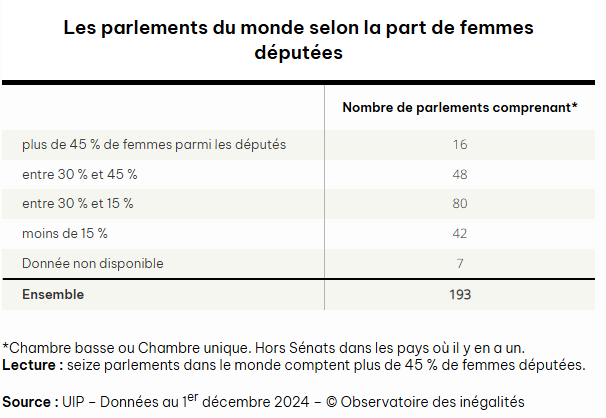 Les parlements du monde selon la part de femmes
députées
Nombre de parlements comprenant*
plus de 45 % de femmes parmi les députés 16
entre 30 % et 45 % 48
entre 30 % et 15 % 80
moins de 15 % 42
Donnée non disponible 7
Ensemble 193
*Chambre basse ou Chambre unique. Hors Sénats dans les pays où il y en a un.
Lecture : seize parlements dans le monde comptent plus de 45 % de femmes députées.
Source : UIP – Données au 1er décembre 2024 – © Observatoire des inégalités